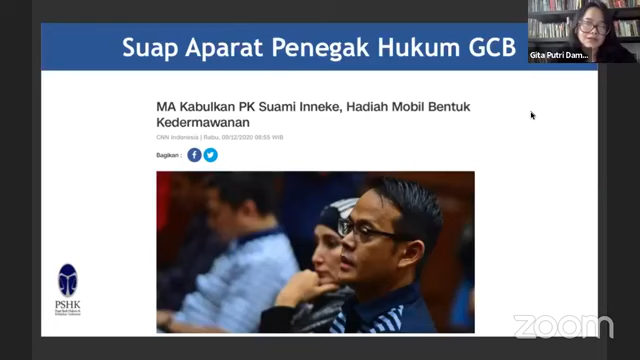 Suap Aparat Penegak Hukum GCB
Gita Putri Dam...
MA Kabulkan PK Suami Inneke, Hadiah Mobil Bentuk
Kedermawanan
CNN Indonesia | Rabu, 09/12/2020 08:55 WIB
Bagikan :
PSHK
zoom